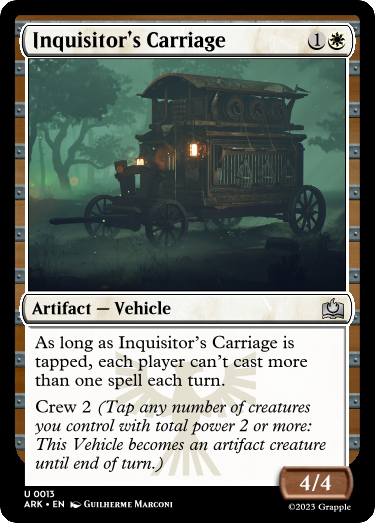 Inquisitor's Carriage 1
Artifact — Vehicle
As long as Inquisitor's Carriage is
tapped, each player can't cast more
than one spell each turn.
Crew 2 (Tap any number of creatures
you control with total power 2 or more:
This Vehicle becomes an artifact creature
until end of turn.)
4/4
U 0013
ARK • EN Guilherme Marconi
©2023 Grapple